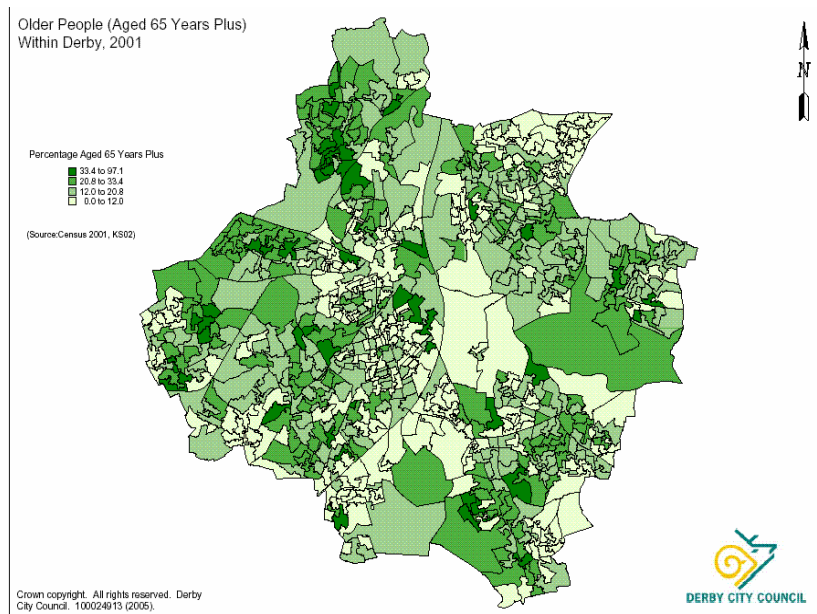 Older People (Aged 65 Years Plus)
Within Derby, 2001
N
Percentage Aged 65 Years Plus
33.4 to 97.1
20.8 to 33.4
12.0 to 20.8
0.0 to 12.0
(Source:Census 2001, KS02)
Crown copyright. All rights reserved. Derby
City Council. 100024913 (2005).
DERBY CITY COUNCIL